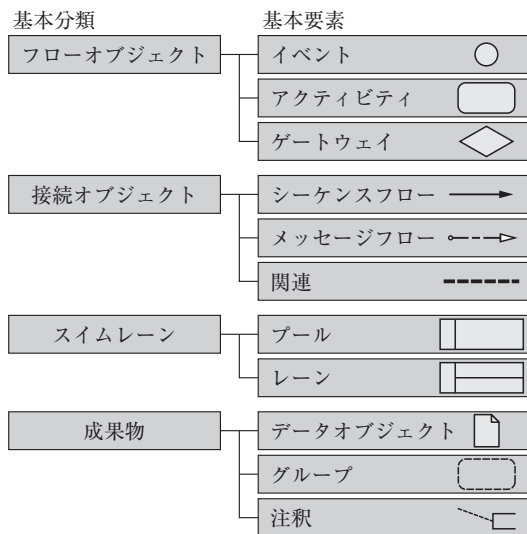 基本分類 基本要素
フローオブジェクト イベント
アクティビティ
ゲートウェイ
接続オブジェクト シーケンスフロー
メッセージフロー
関連
スイムレーン プール
レーン
成果物 データオブジェクト
グループ
注釈